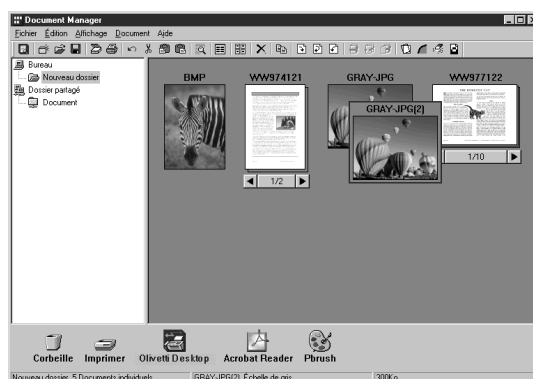 Document Manager
Fichier Édition Affichage Document Aide
Bureau
Nouveau dossier
Dossier partagé
Document
BMP WW974121 GRAY-JPG WW977122
GRAY-JPG[2]
1/2
1/10
Corbeille Imprimer Olivetti Desktop Acrobat Reader Pbrush
Nouveau dossier, 5 Documents individuels GRAY-JPG[2], Échelle de gris 300Ko